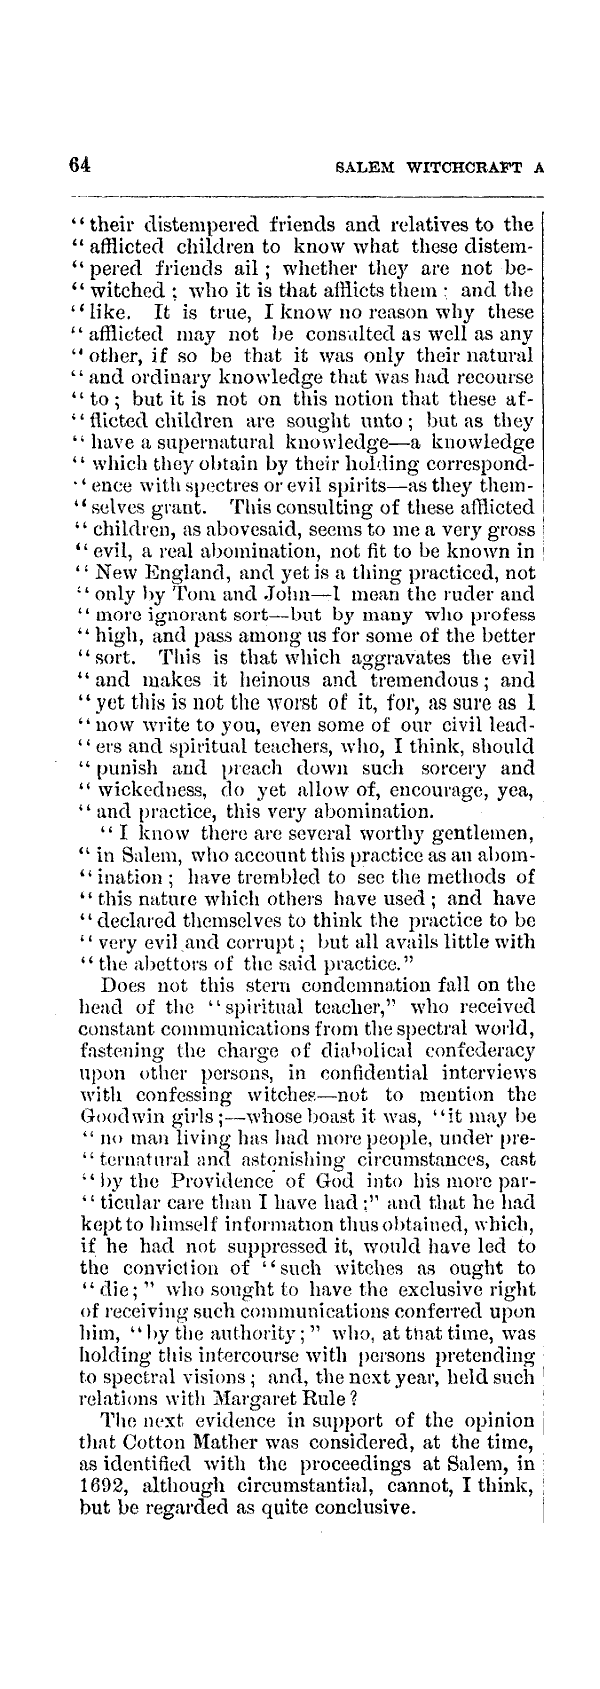 64 SALEM WITCHCRAFT A
“ their distempered friends and relatives to the
“ afflicted children to know what these distem-
“ pered friends ail ; whether they are not be-
“ witched ; who it is that afflicts them ; and the
“ like. It is true, I know no reason why these
“ afflicted may not be consulted as well as any
“ other, if so be that it was only their natural
“ and ordinary knowledge that was had recourse
“ to ; but it is not on this notion that these af-
“ flicted children are sought unto ; but as they
“ have a supernatural knowledge—a knowledge
“ which they obtain by their holding correspond-
“ ence with spectres or evil spirits—as they them-
“ selves grant. This consulting of these afflicted
“ children, as abovesaid, seems to me a very gross
“ evil, a real abomination, not fit to be known in
“ New England, and yet is a thing practiced, not
“ only by Tom and John—I mean the ruder and
“ more ignorant sort—but by many who profess
“ high, and pass among us for some of the better
“ sort. This is that which aggravates the evil
“ and makes it heinous and tremendous ; and
“ yet this is not the worst of it, for, as sure as I
“ now write to you, even some of our civil lead-
“ ers and spiritual teachers, who, I think, should
“ punish and preach down such sorcery and
“ wickedness, do yet allow of, encourage, yea,
“ and practice, this very abomination.
“ I know there are several worthy gentlemen,
“ in Salem, who account this practice as an abom-
“ ination ; have trembled to see the methods of
“ this nature which others have used ; and have
“ declared themselves to think the practice to be
“ very evil and corrupt ; but all avails little with
“ the abettors of the said practice.”
Does not this stern condemnation fall on the
head of the “spiritual teacher,” who received
constant communications from the spectral world,
fastening the charge of diabolical confederacy
upon other persons, in confidential interviews
with confessing witches—not to mention the
Goodwin girls ;—whose boast it was, “it may be
“ no man living has had more people, under pre-
“ ternatural and astonishing circumstances, cast
“ by the Providence of God into his more par-
“ ticular care than I have had ;” and that he had
kept to himself information thus obtained, which,
if he had not suppressed it, would have led to
the conviction of “such witches as ought to
“ die ;” who sought to have the exclusive right
of receiving such communications conferred upon
him, “by the authority ;” who, at that time, was
holding this intercourse with persons pretending
to spectral visions ; and, the next year, held such
relations with Margaret Rule ?
The next evidence in support of the opinion
that Cotton Mather was considered, at the time,
as identified with the proceedings at Salem, in
1692, although circumstantial, cannot, I think,
but be regarded as quite conclusive.